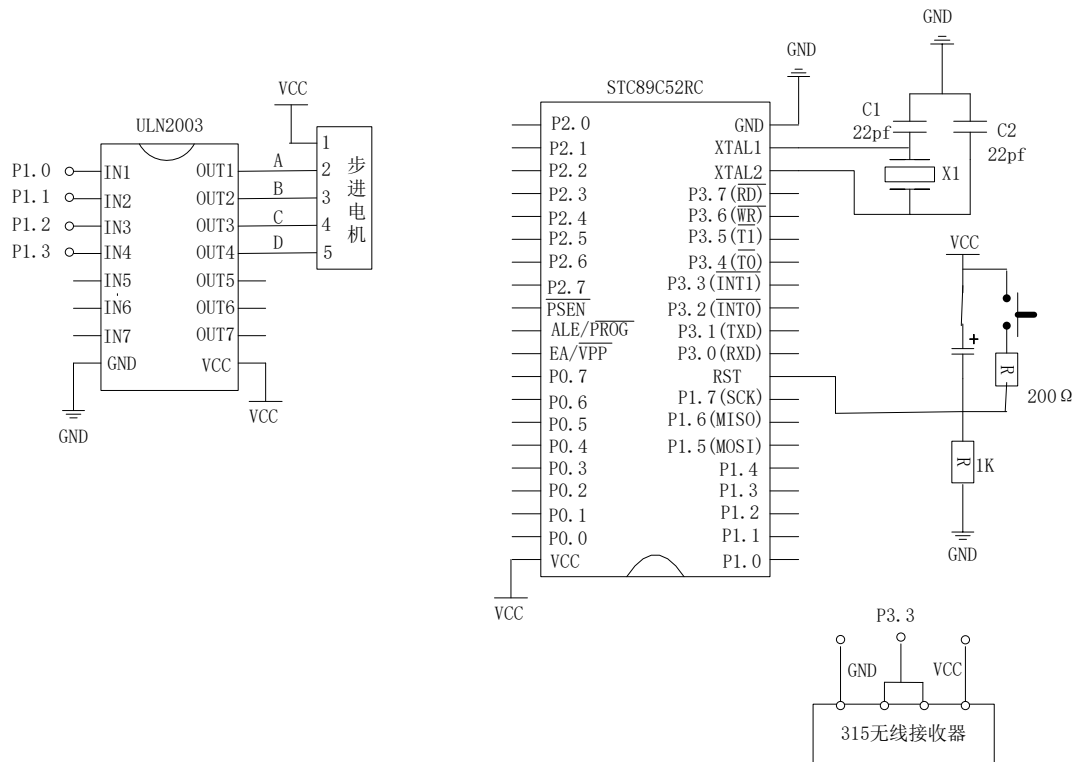 VCC
ULN2003
P1.0
P1.1
P1.2
P1.3
IN1
IN2
IN3
IN4
IN5
IN6
IN7
GND
OUT1
OUT2
OUT3
OUT4
OUT5
OUT6
OUT7
VCC
A
B
C
D
1
2
3
4
5
步进电机
GND
VCC
GND
STC89C52RC
P2.0
P2.1
P2.2
P2.3
P2.4
P2.5
P2.6
P2.7
PSEN
ALE/PROG
EA/VPP
P0.7
P0.6
P0.5
P0.4
P0.3
P0.2
P0.1
P0.0
VCC
GND
XTAL1
XTAL2
P3.7(RD)
P3.6(WR)
P3.5(T1)
P3.4(T0)
P3.3(INT1)
P3.2(INT0)
P3.1(TXD)
P3.0(RXD)
RST
P1.7(SCK)
P1.6(MISO)
P1.5(MOSI)
P1.4
P1.3
P1.2
P1.1
P1.0
VCC
GND
C1
22pf
C2
22pf
X1
VCC
+
R
200Ω
R
1K
GND
P3.3
GND
VCC
315无线接收器